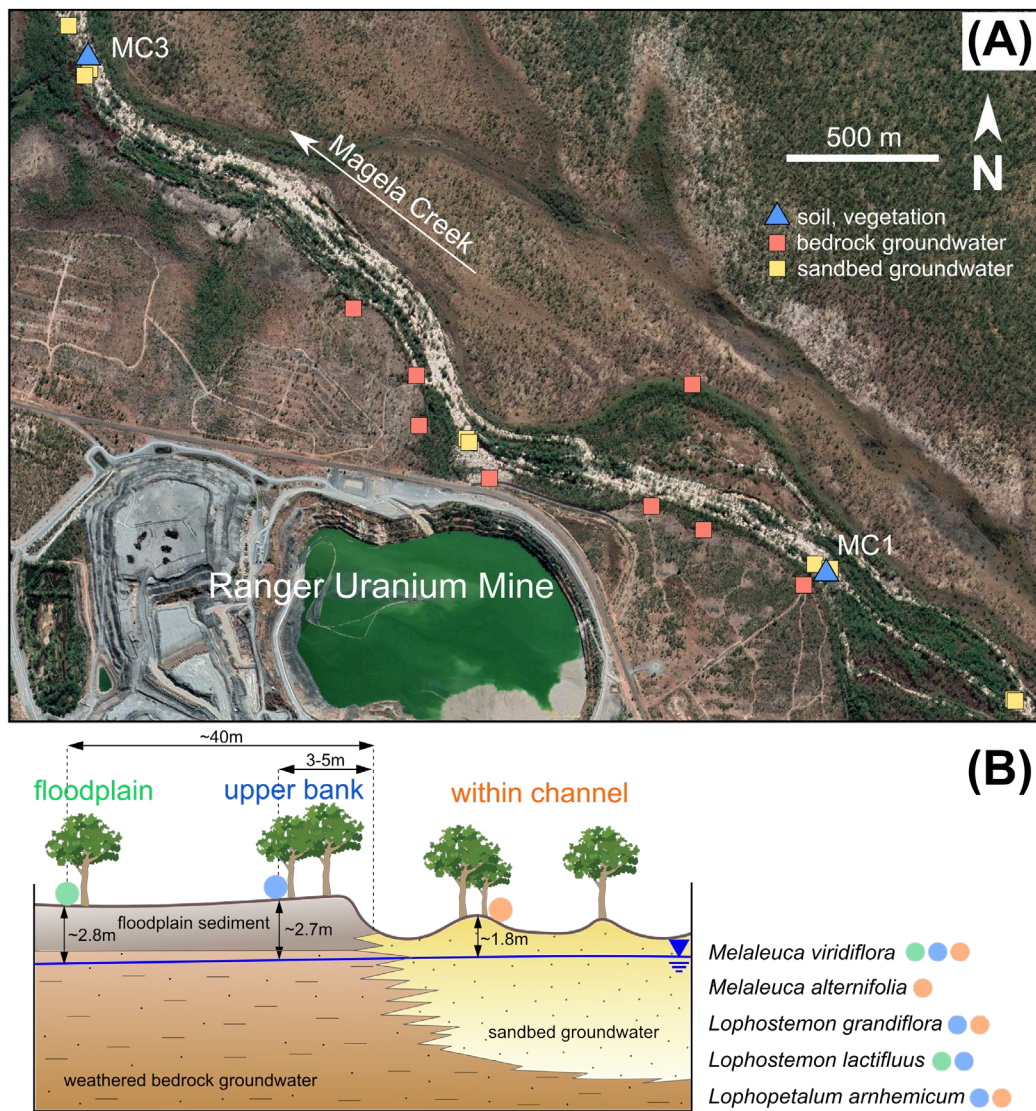 (A)
MC3
500 m
N
Magela Creek
soil, vegetation
bedrock groundwater
sandbed groundwater
MC1
Ranger Uranium Mine
(B)
~40m
3-5m
floodplain
upper bank
within channel
floodplain sediment
~2.8m
~2.7m
~1.8m
sandbed groundwater
weathered bedrock groundwater
Melaleuca viridiflora
Melaleuca alternifolia
Lophostemon grandiflora
Lophostemon lactifluus
Lophopetalum arnhemicum